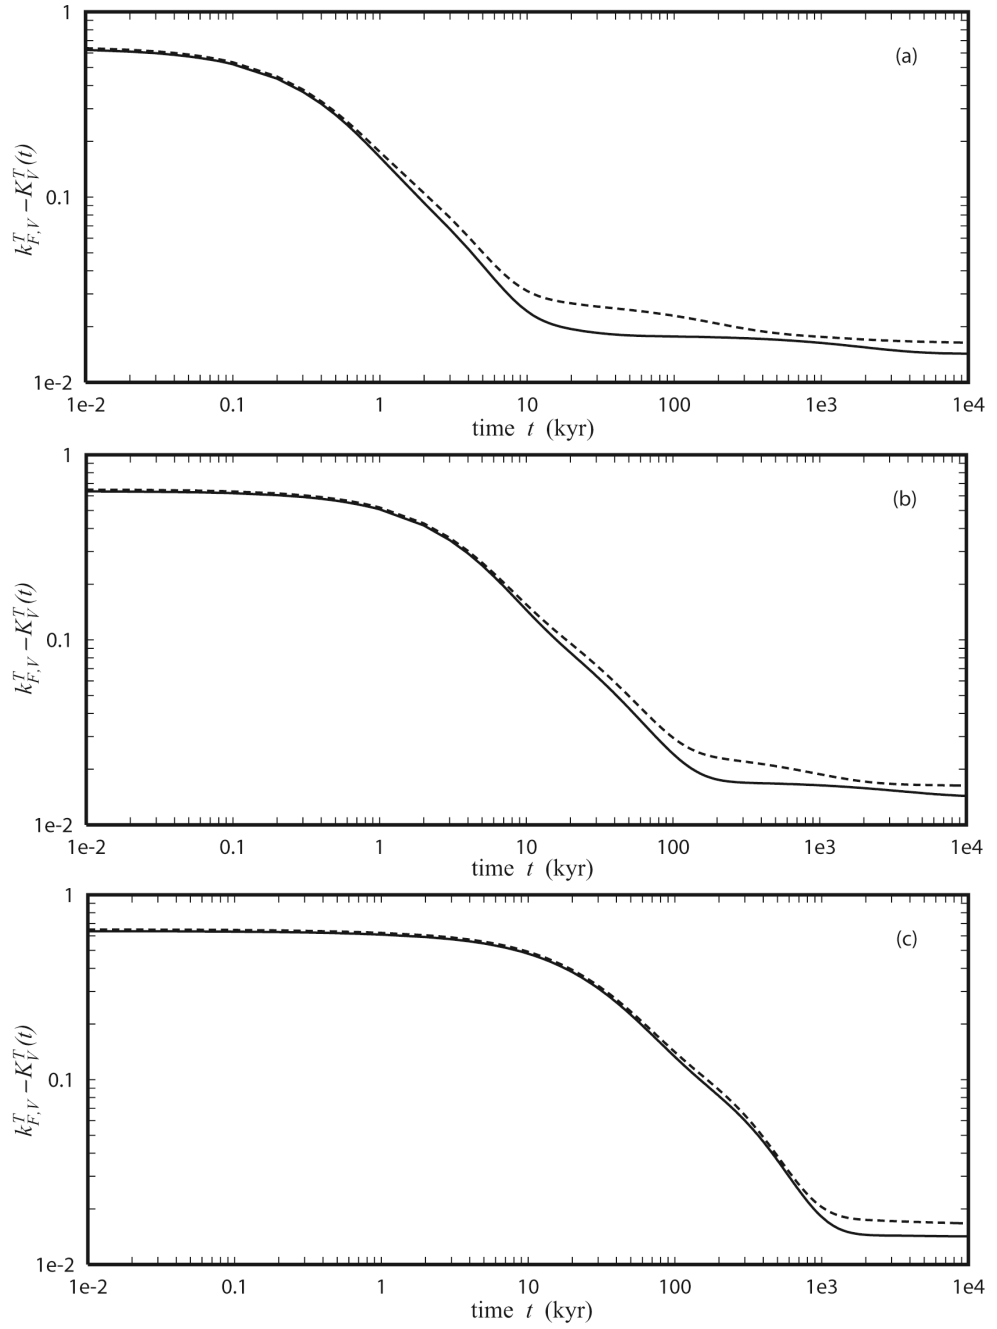 1
(a)
k^T_{F,V} – K^T_V(t)
0.1
1e-2
1e-2 0.1 1 10 100 1e3 1e4
time t (kyr)
1
(b)
k^T_{F,V} – K^T_V(t)
0.1
1e-2
1e-2 0.1 1 10 100 1e3 1e4
time t (kyr)
1
(c)
k^T_{F,V} – K^T_V(t)
0.1
1e-2
1e-2 0.1 1 10 100 1e3 1e4
time t (kyr)